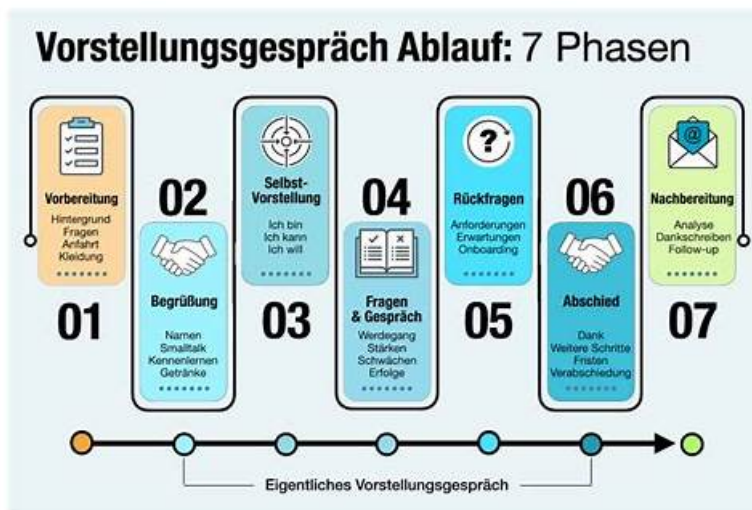 Vorstellungsgespräch Ablauf: 7 Phasen
01
Vorbereitung
Hintergrund
Fragen
Anfahrt
Kleidung
02
Begrüßung
Namen
Smalltalk
Kennenlernen
Getränke
03
Selbst-
Vorstellung
Ich bin
Ich kann
Ich will
04
Fragen
& Gespräch
Werdegang
Stärken
Schwächen
Erfolge
05
?
Rückfragen
Anforderungen
Erwartungen
Onboarding
06
Abschied
Dank
Weitere Schritte
Fristen
Verabschiedung
07
@
Nachbereitung
Analyse
Dankschreiben
Follow-up
Eigentliches Vorstellungsgespräch